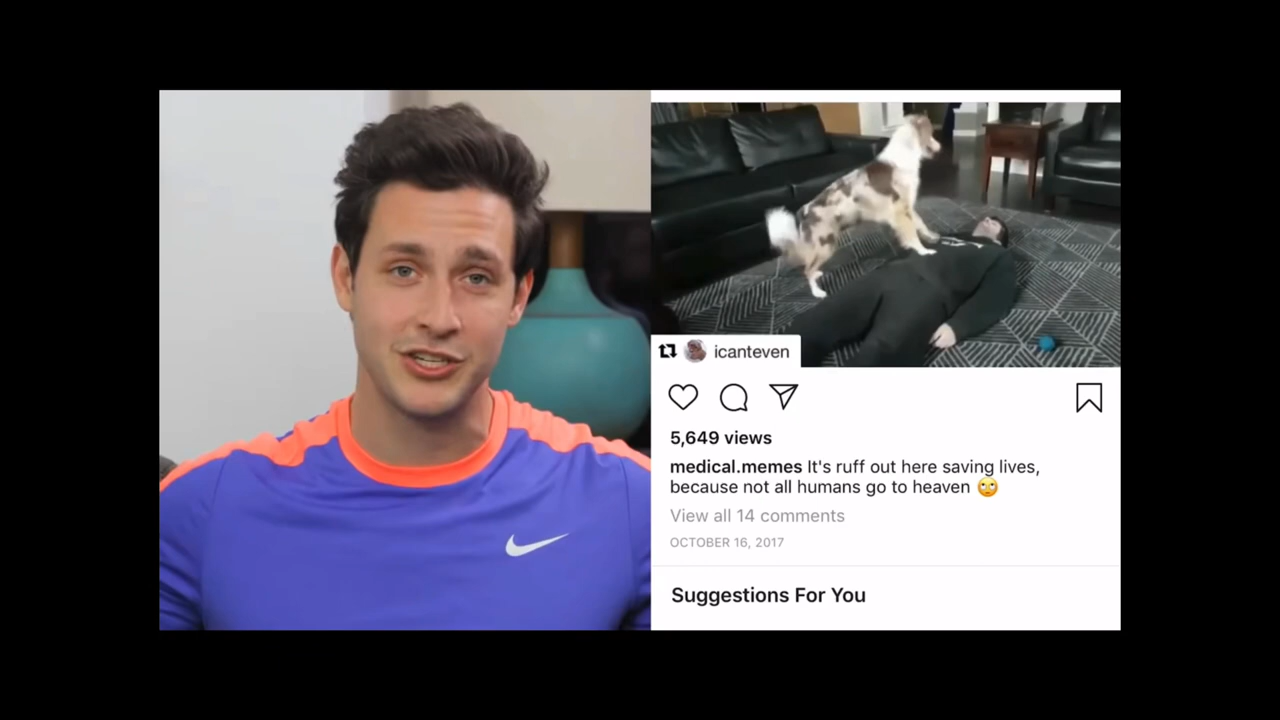 icanteven
5,649 views
medical.memes It's ruff out here saving lives,
because not all humans go to heaven 🙄
View all 14 comments
OCTOBER 16, 2017
Suggestions For You